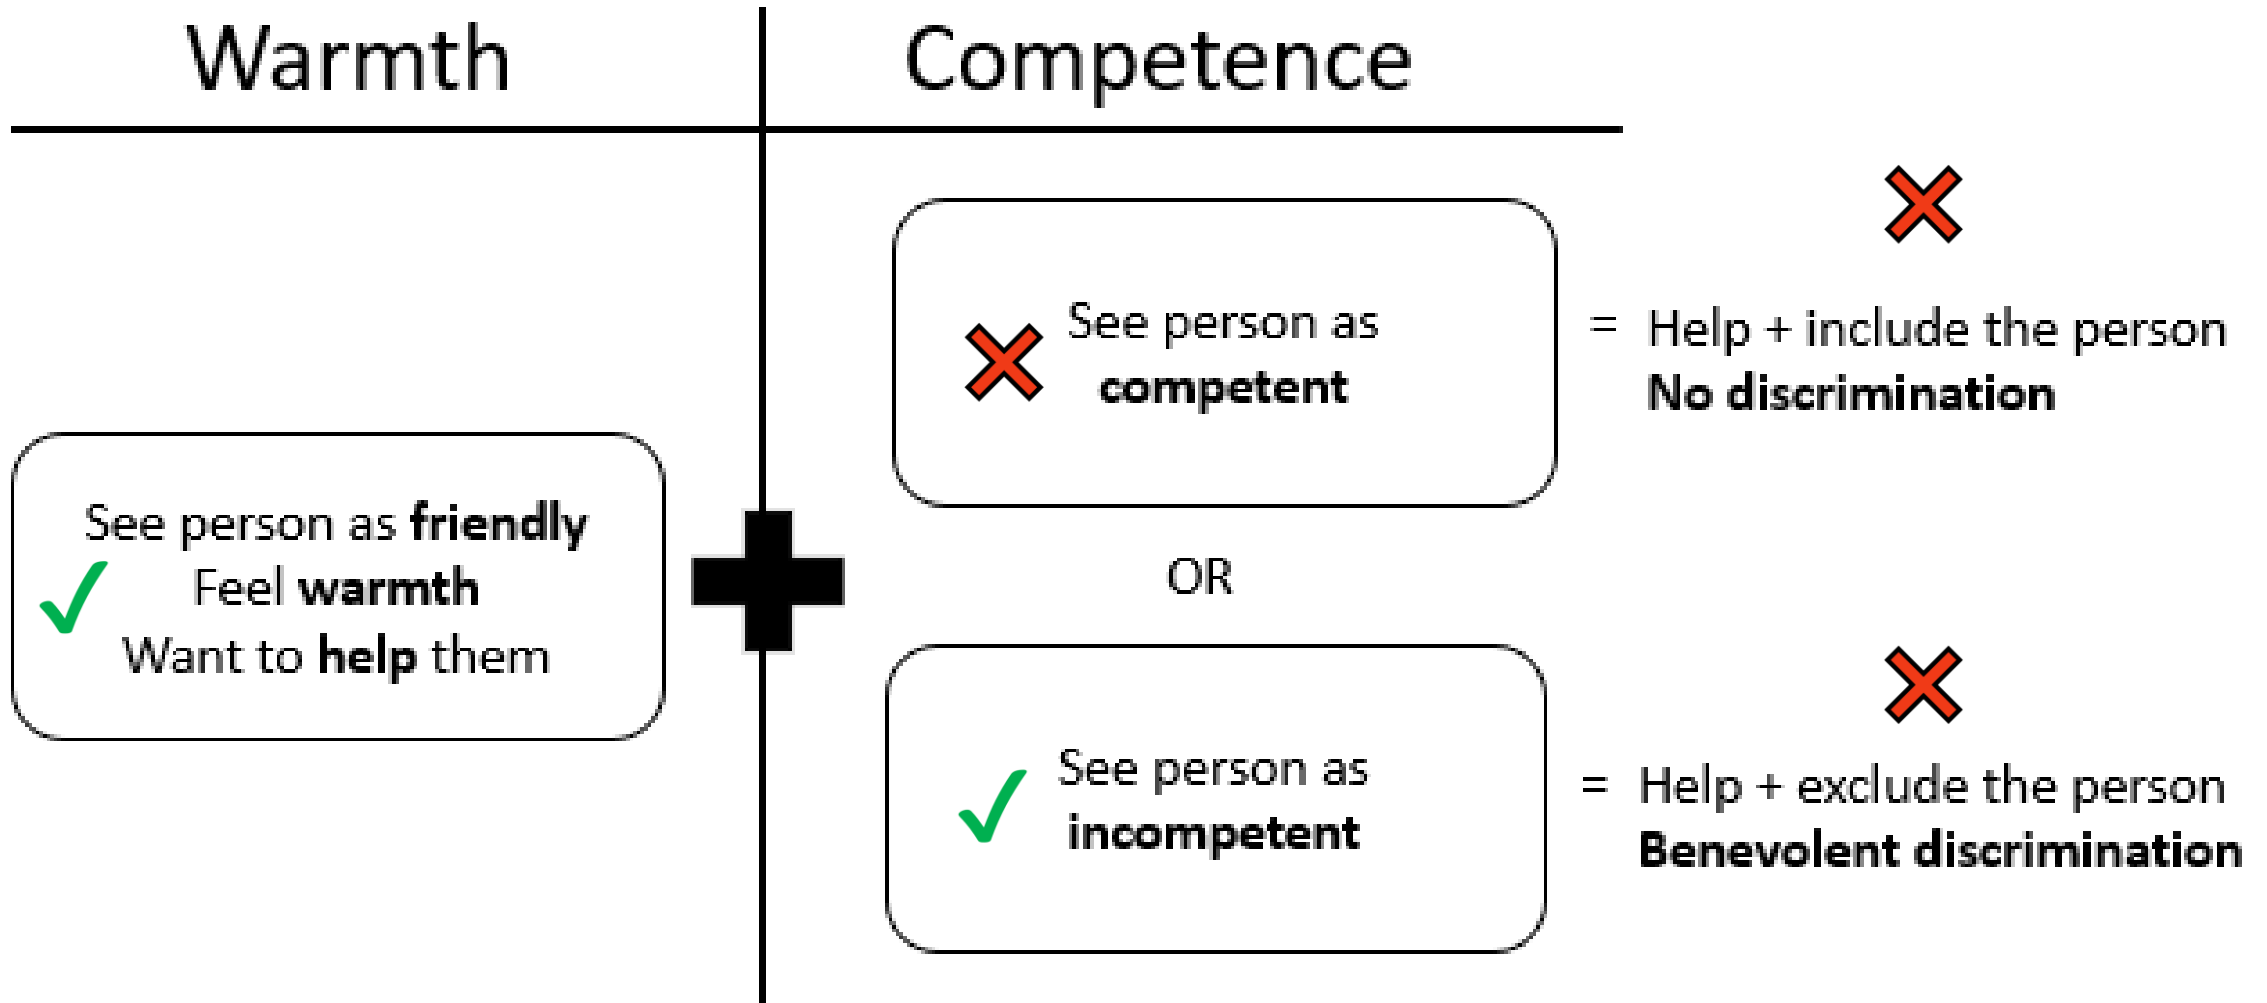 Warmth
Competence
See person as friendly
Feel warmth
Want to help them
See person as
competent
= Help + include the person
No discrimination
OR
See person as
incompetent
= Help + exclude the person
Benevolent discrimination